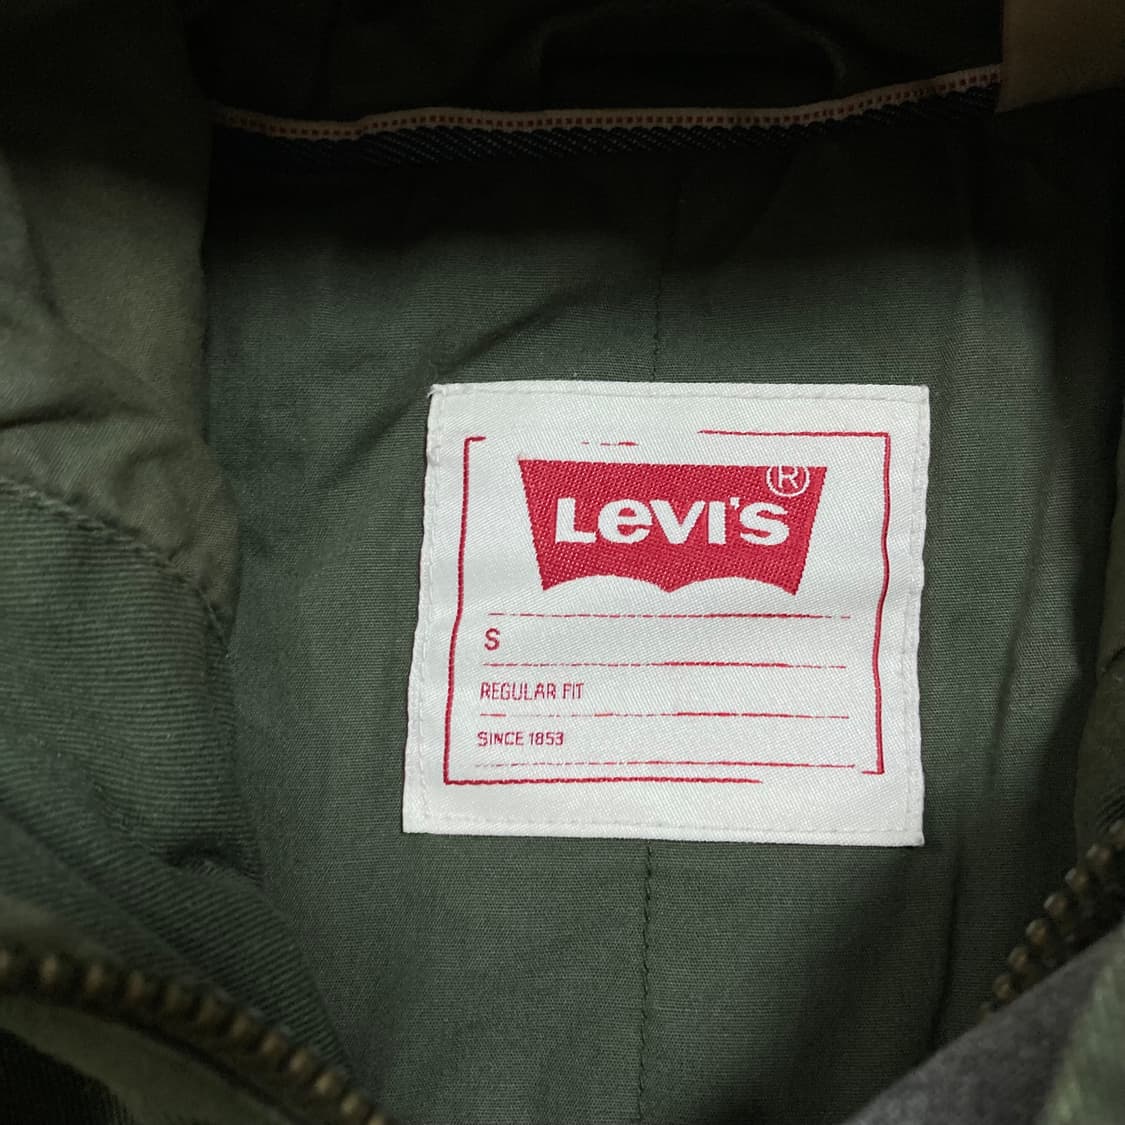 Levi's ®
S
REGULAR FIT
SINCE 1853